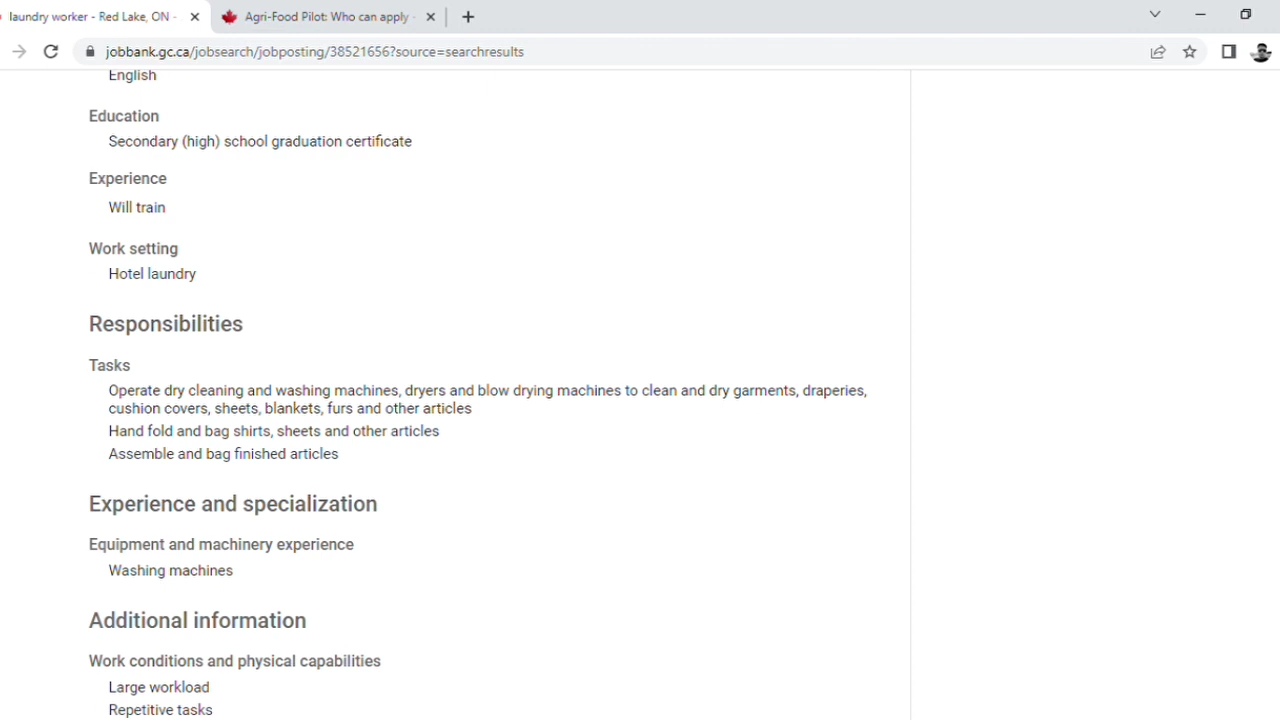 laundry worker - Red Lake, ON -
Agri-Food Pilot: Who can apply -
jobbank.gc.ca/jobsearch/jobposting/38521656?source=searchresults
English
Education
Secondary (high) school graduation certificate
Experience
Will train
Work setting
Hotel laundry
Responsibilities
Tasks
Operate dry cleaning and washing machines, dryers and blow drying machines to clean and dry garments, draperies,
cushion covers, sheets, blankets, furs and other articles
Hand fold and bag shirts, sheets and other articles
Assemble and bag finished articles
Experience and specialization
Equipment and machinery experience
Washing machines
Additional information
Work conditions and physical capabilities
Large workload
Repetitive tasks